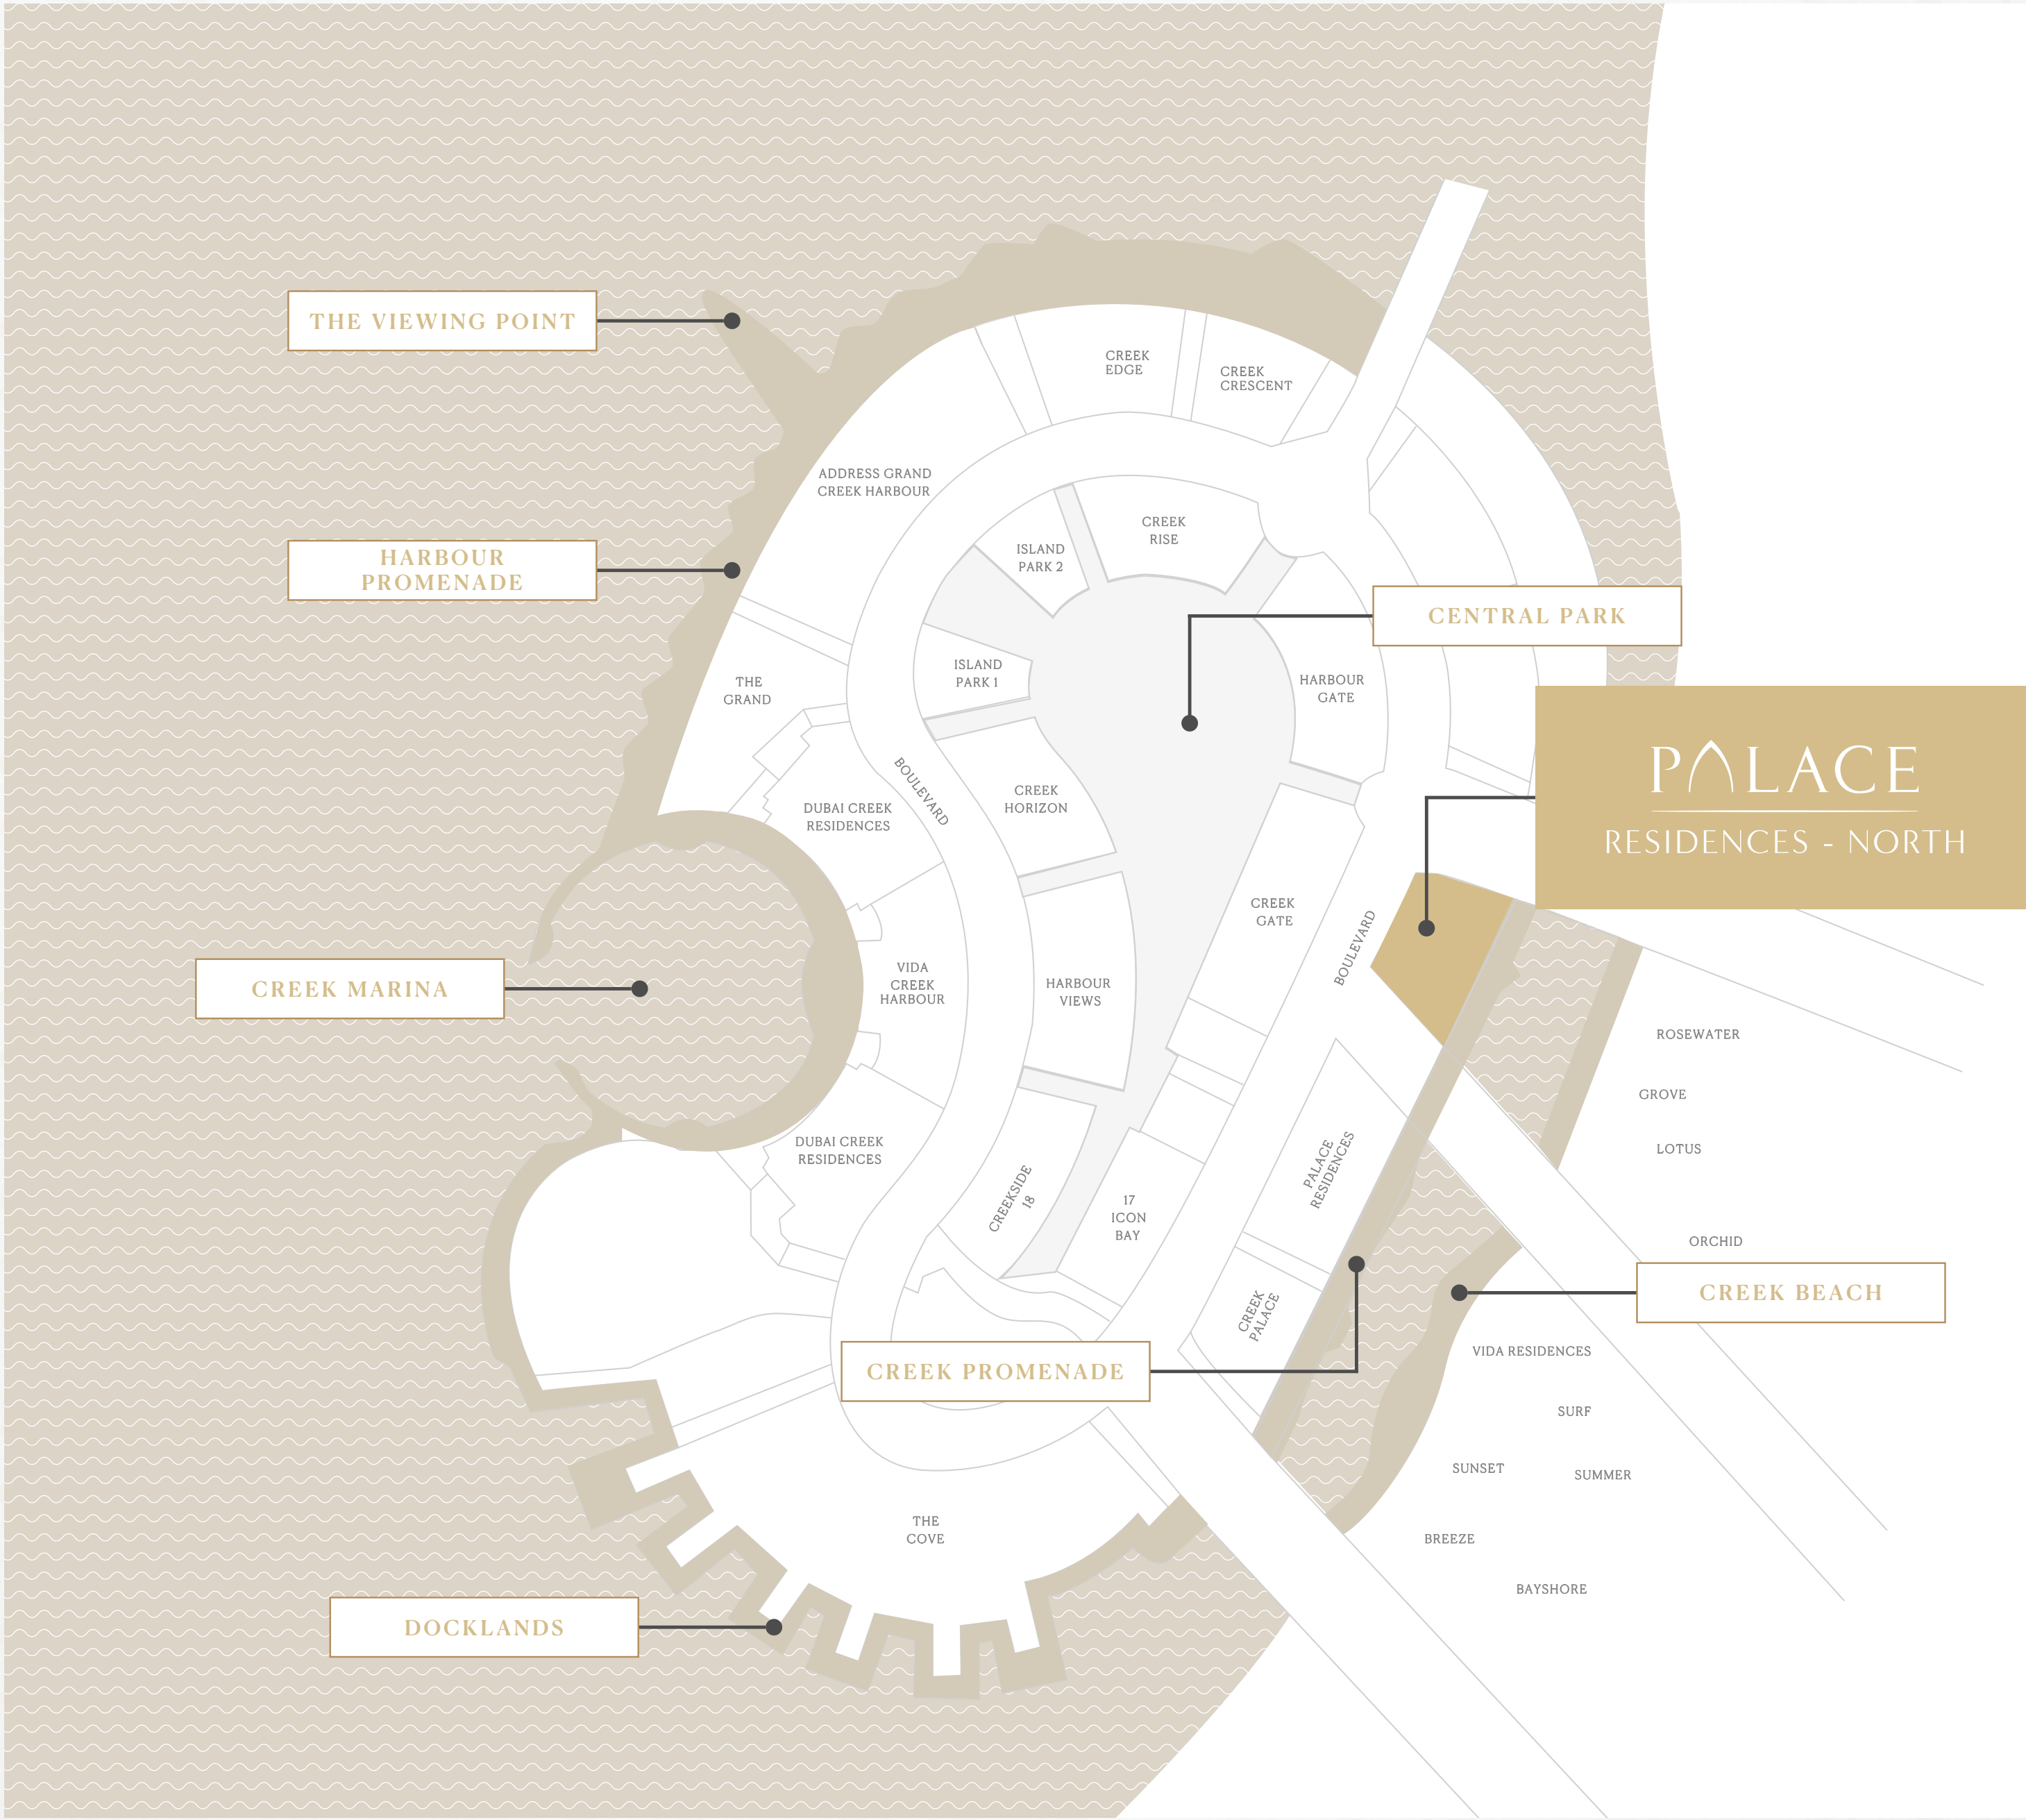 THE VIEWING POINT
CREEK
EDGE
CREEK
CRESCENT
ADDRESS GRAND
CREEK HARBOUR
HARBOUR
PROMENADE
ISLAND
PARK 2
CREEK
RISE
CENTRAL PARK
ISLAND
PARK 1
THE
GRAND
HARBOUR
GATE
BOULEVARD
DUBAI CREEK
RESIDENCES
CREEK
HORIZON
PALACE
RESIDENCES - NORTH
CREEK
GATE
BOULEVARD
CREEK MARINA
VIDA
CREEK
HARBOUR
HARBOUR
VIEWS
ROSEWATER
GROVE
LOTUS
DUBAI CREEK
RESIDENCES
CREEKSIDE
18
17
ICON
BAY
PALACE
RESIDENCES
ORCHID
CREEK BEACH
CREEK
PALACE
VIDA RESIDENCES
CREEK PROMENADE
SURF
SUNSET
SUMMER
THE
COVE
BREEZE
BAYSHORE
DOCKLANDS